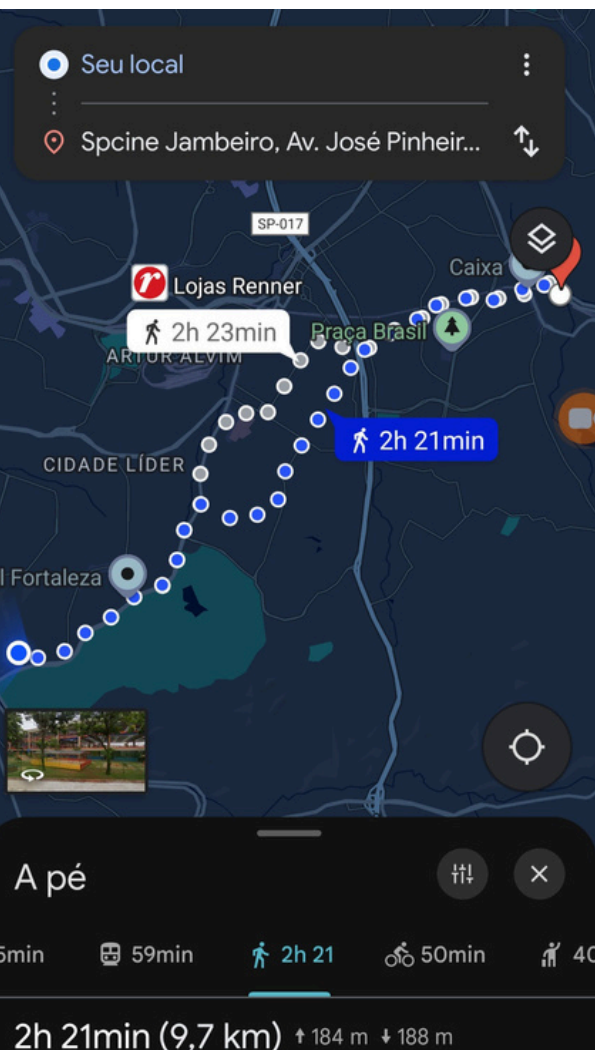 Seu local
Spcine Jambeiro, Av. José Pinheir...
SP-017
Caixa
r Lojas Renner
2h 23min
Praça Brasil
ARTUR ALVIM
2h 21min
CIDADE LÍDER
l Fortaleza
A pé
5min
59min
2h 21
50min
40
2h 21min (9,7 km) 184 m 188 m